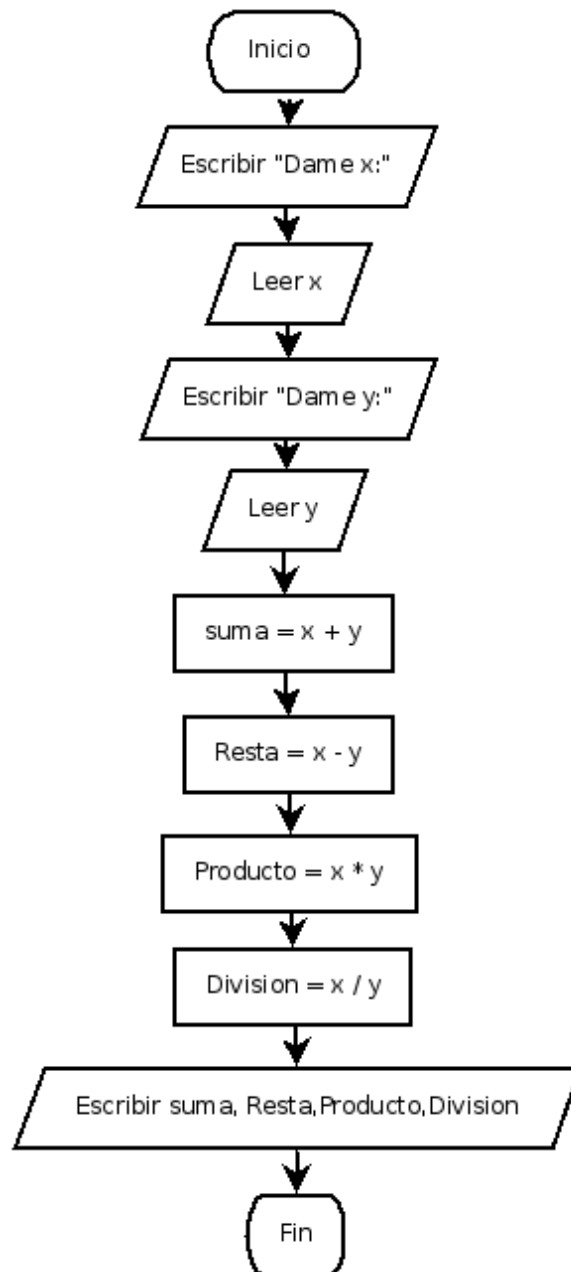 Inicio
Escribir "Dame x:"
Leer x
Escribir "Dame y:"
Leer y
suma = x + y
Resta = x - y
Producto = x * y
Division = x / y
Escribir suma, Resta,Producto,Division
Fin